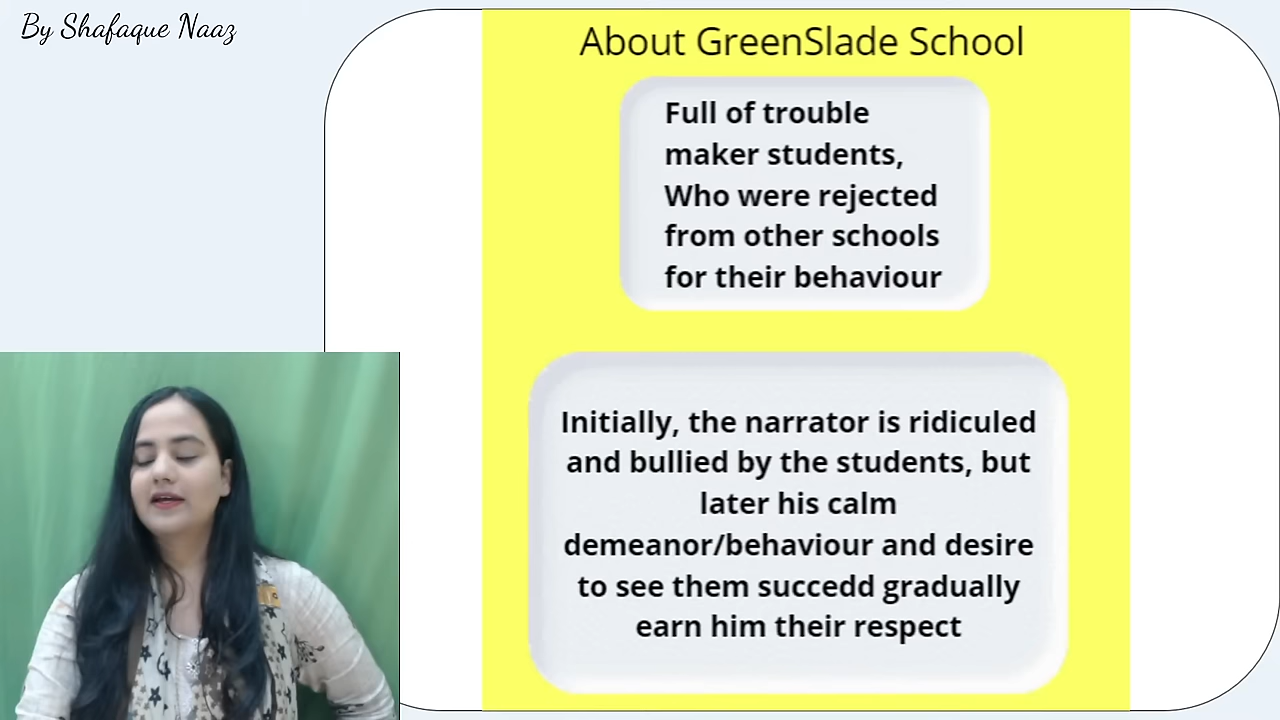 By Shafaque Naaz
About GreenSlade School
Full of trouble
maker students,
Who were rejected
from other schools
for their behaviour
Initially, the narrator is ridiculed
and bullied by the students, but
later his calm
demeanor/behaviour and desire
to see them succedd gradually
earn him their respect